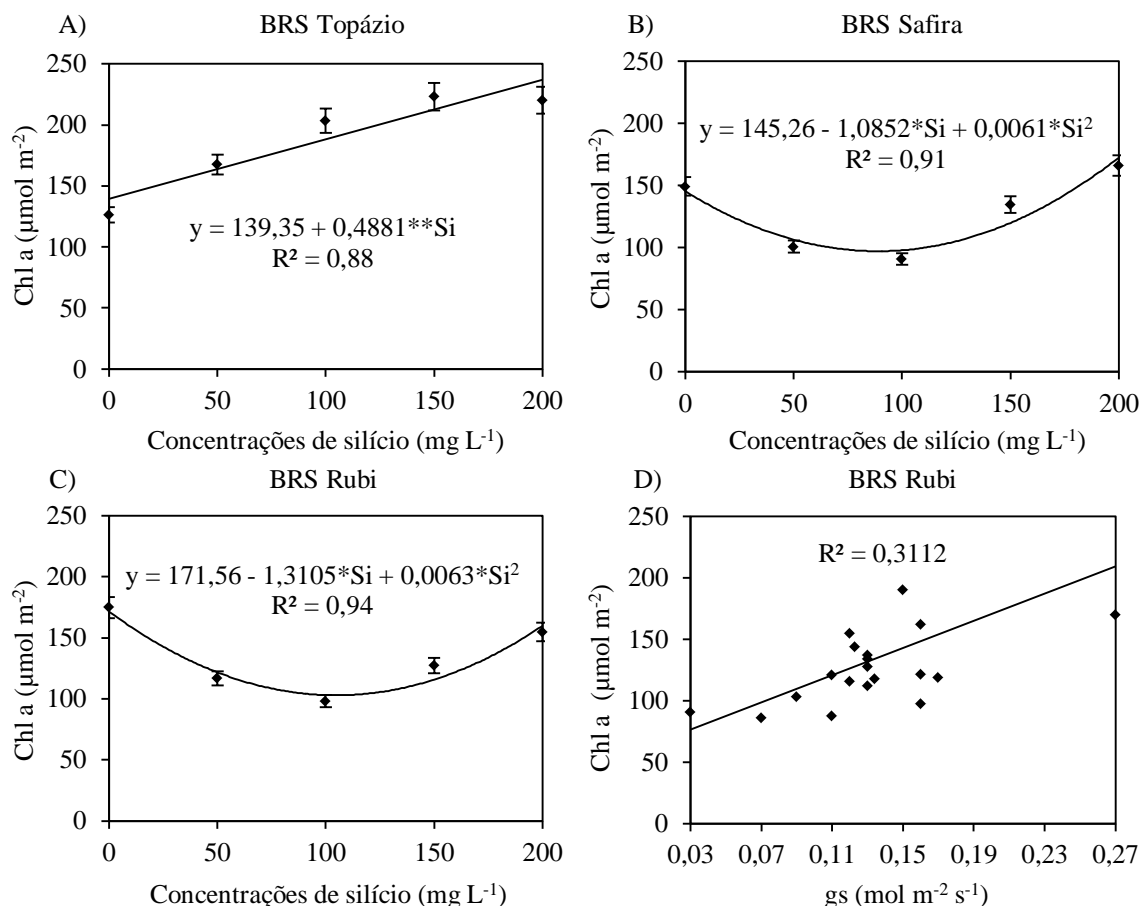 A) BRS Topázio
250
200
150
100
50
0
Chl a (µmol m⁻²)
y = 139,35 + 0,4881**Si
R² = 0,88
0 50 100 150 200
Concentrações de silício (mg L⁻¹)
B) BRS Safira
250
200
150
100
50
0
Chl a (µmol m⁻²)
y = 145,26 - 1,0852*Si + 0,0061*Si²
R² = 0,91
0 50 100 150 200
Concentrações de silício (mg L⁻¹)
C) BRS Rubi
250
200
150
100
50
0
Chl a (µmol m⁻²)
y = 171,56 - 1,3105*Si + 0,0063*Si²
R² = 0,94
0 50 100 150 200
Concentrações de silício (mg L⁻¹)
D) BRS Rubi
250
200
150
100
50
0
Chl a (µmol m⁻²)
R² = 0,3112
0,03 0,07 0,11 0,15 0,19 0,23 0,27
gs (mol m⁻² s⁻¹)